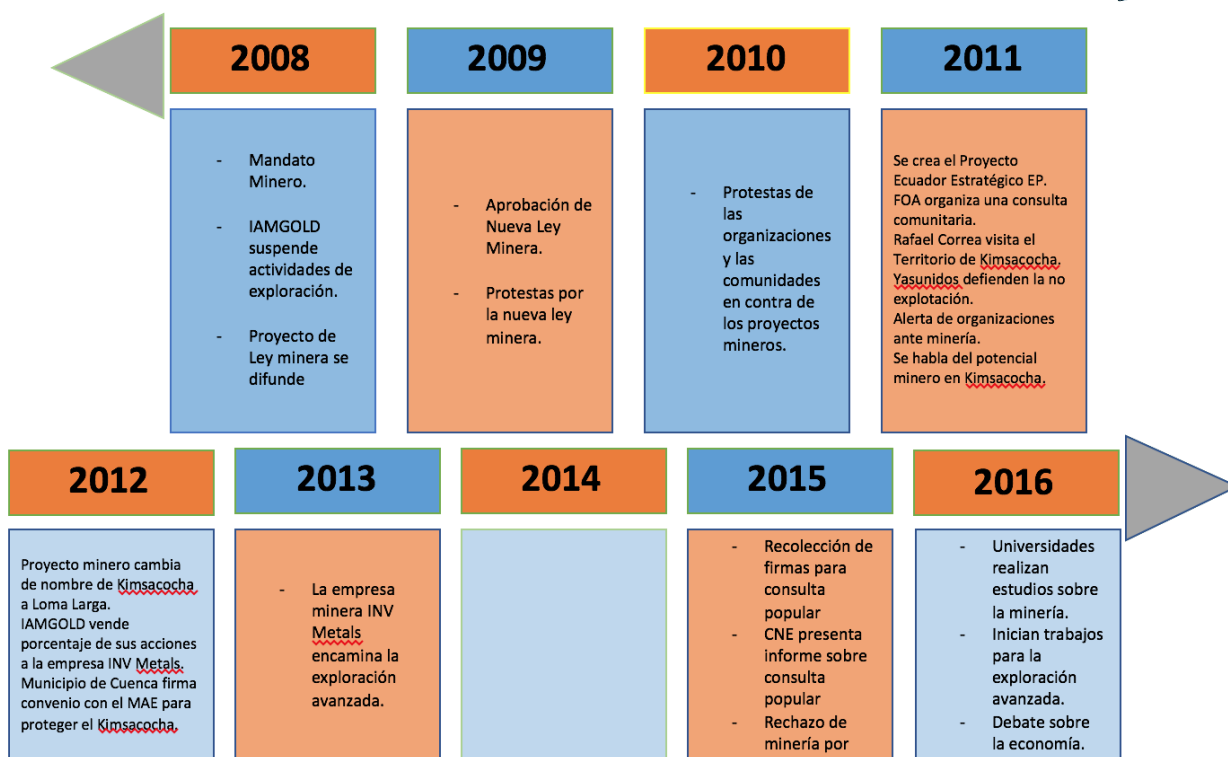 2008
2009
2010
2011
- Mandato
Minero.
- IAMGOLD
suspende
actividades de
exploración.
- Proyecto de
Ley minera se
difunde
- Aprobación de
Nueva Ley
Minera.
- Protestas por
la nueva ley
minera.
- Protestas de
las
organizaciones
y las
comunidades
en contra de
los proyectos
mineros.
Se crea el Proyecto
Ecuador Estratégico EP.
FOA organiza una consulta
comunitaria.
Rafael Correa visita el
Territorio de Kimsacocha.
Yasunidos defienden la no
explotación.
Alerta de organizaciones
ante minería.
Se habla del potencial
minero en Kimsacocha.
2012
2013
2014
2015
2016
Proyecto minero cambia
de nombre de Kimsacocha
a Loma Larga.
IAMGOLD vende
porcentaje de sus acciones
a la empresa INV Metals.
Municipio de Cuenca firma
convenio con el MAE para
proteger el Kimsacocha.
- La empresa
minera INV
Metals
encamina la
exploración
avanzada.
- Recolección de
firmas para
consulta
popular
- CNE presenta
informe sobre
consulta
popular
- Rechazo de
minería por
- Universidades
realizan
estudios sobre
la minería.
- Inician trabajos
para la
exploración
avanzada.
- Debate sobre
la economía.